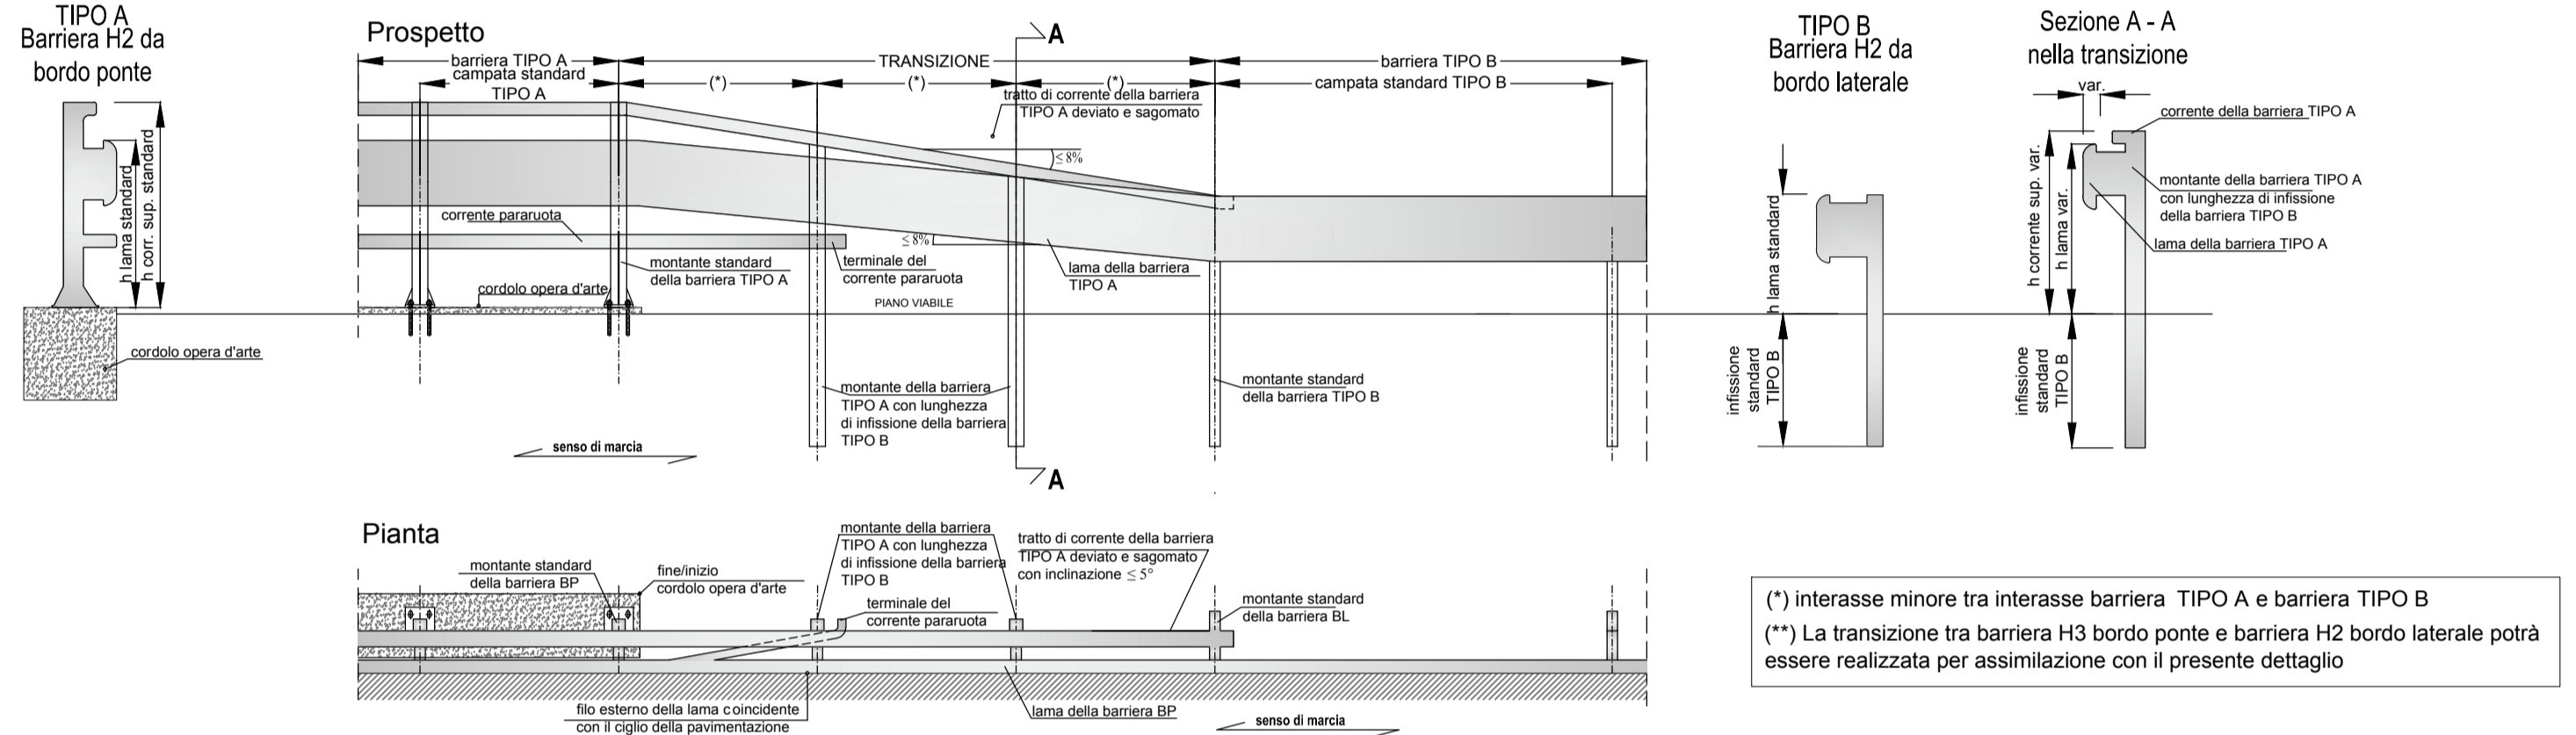 TIPO A
Barriera H2 da
bordo ponte
h lama standard
h corr. sup. standard
cordolo opera d'arte
Prospetto
barriera TIPO A
TRANSIZIONE
barriera TIPO B
campata standard
TIPO A
(*)
(*)
(*)
campata standard TIPO B
A
tratto di corrente della barriera
TIPO A deviato e sagomato
≤ 8%
corrente pararuota
≤ 8%
montante standard
della barriera TIPO A
terminale del
corrente pararuota
lama della barriera
TIPO A
cordolo opera d'arte
PIANO VIABILE
montante della barriera
TIPO A con lunghezza
di infissione della barriera
TIPO B
montante standard
della barriera TIPO B
senso di marcia
A
TIPO B
Barriera H2 da
bordo laterale
h lama standard
infissione
standard
TIPO B
Sezione A - A
nella transizione
var.
corrente della barriera TIPO A
h corrente sup. var.
h lama var.
montante della barriera TIPO A
con lunghezza di infissione
della barriera TIPO B
lama della barriera TIPO A
infissione
standard
TIPO B
Pianta
montante standard
della barriera BP
fine/inizio
cordolo opera d'arte
montante della barriera
TIPO A con lunghezza
di infissione della barriera
TIPO B
terminale del
corrente pararuota
tratto di corrente della barriera
TIPO A deviato e sagomato
con inclinazione ≤ 5°
montante standard
della barriera BL
filo esterno della lama coincidente
con il ciglio della pavimentazione
lama della barriera BP
senso di marcia
(*) interasse minore tra interasse barriera TIPO A e barriera TIPO B
(**) La transizione tra barriera H3 bordo ponte e barriera H2 bordo laterale potrà
essere realizzata per assimilazione con il presente dettaglio